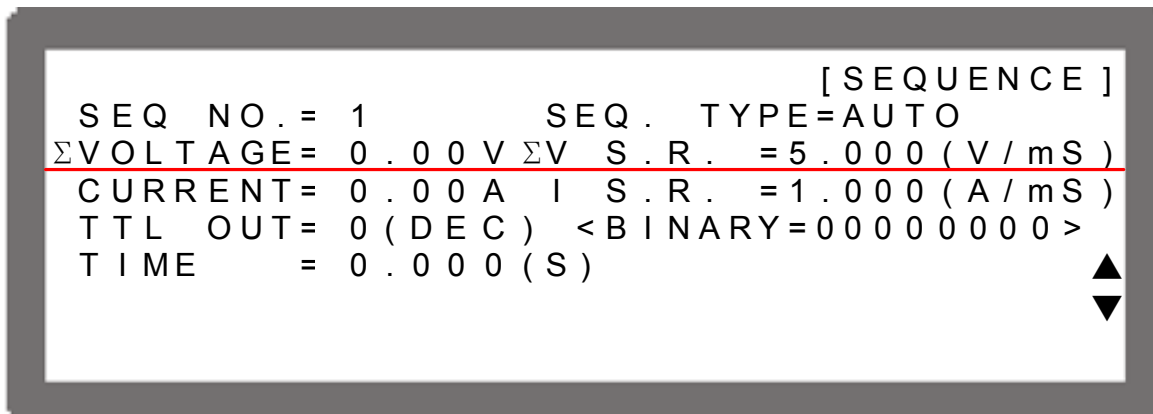 [SEQUENCE]
SEQ NO.= 1 SEQ. TYPE=AUTO
ΣVOLTAGE= 0.00V ΣV S.R. =5.000(V/mS)
CURRENT= 0.00A I S.R. =1.000(A/mS)
TTL OUT= 0(DEC) <BINARY=00000000>
TIME = 0.000(S)